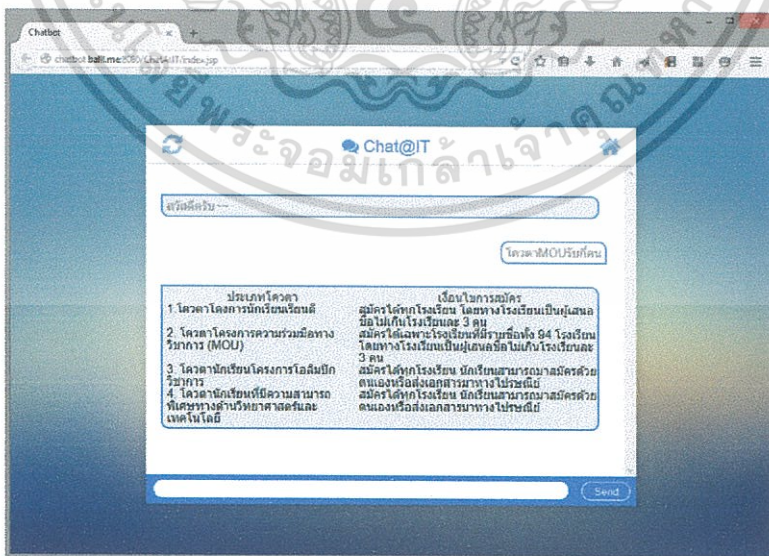 Chatbot
chatbot.balll.me:8080/Chat4IT/index.jsp
Chat@IT
สวัสดีครับ~~
โควตาMOUรับกี่คน
ประเภทโควตา เงื่อนไขการสมัคร
1.โควตาโครงการนักเรียนเรียนดี สมัครได้ทุกโรงเรียน โดยทางโรงเรียนเป็นผู้เสนอ
ชื่อไม่เกินโรงเรียนละ 3 คน
2. โควตาโครงการความร่วมมือทาง สมัครได้เฉพาะโรงเรียนที่มีรายชื่อทั้ง 94 โรงเรียน
วิชาการ (MOU) โดยทางโรงเรียนเป็นผู้เสนอชื่อไม่เกินโรงเรียนละ
3 คน
3. โควตานักเรียนโครงการโอลิมปิก สมัครได้ทุกโรงเรียน นักเรียนสามารถมาสมัครด้วย
วิชาการ ตนเองหรือส่งเอกสารมาทางไปรษณีย์
4. โควตานักเรียนที่มีความสามารถ สมัครได้ทุกโรงเรียน นักเรียนสามารถมาสมัครด้วย
พิเศษทางด้านวิทยาศาสตร์และ ตนเองหรือส่งเอกสารมาทางไปรษณีย์
เทคโนโลยี
Send